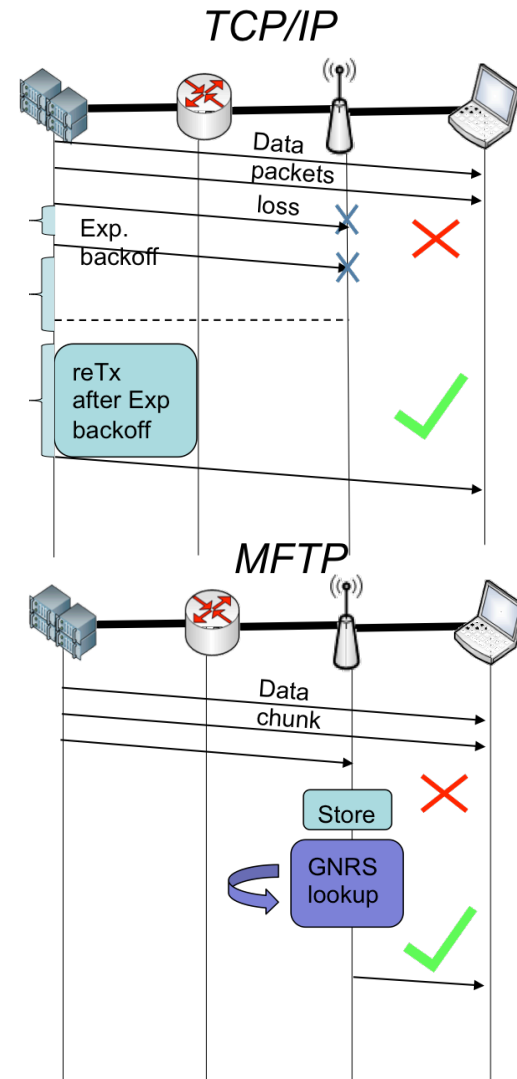 TCP/IP
Data
packets
loss
Exp.
backoff
reTx
after Exp
backoff
MFTP
Data
chunk
Store
GNRS
lookup